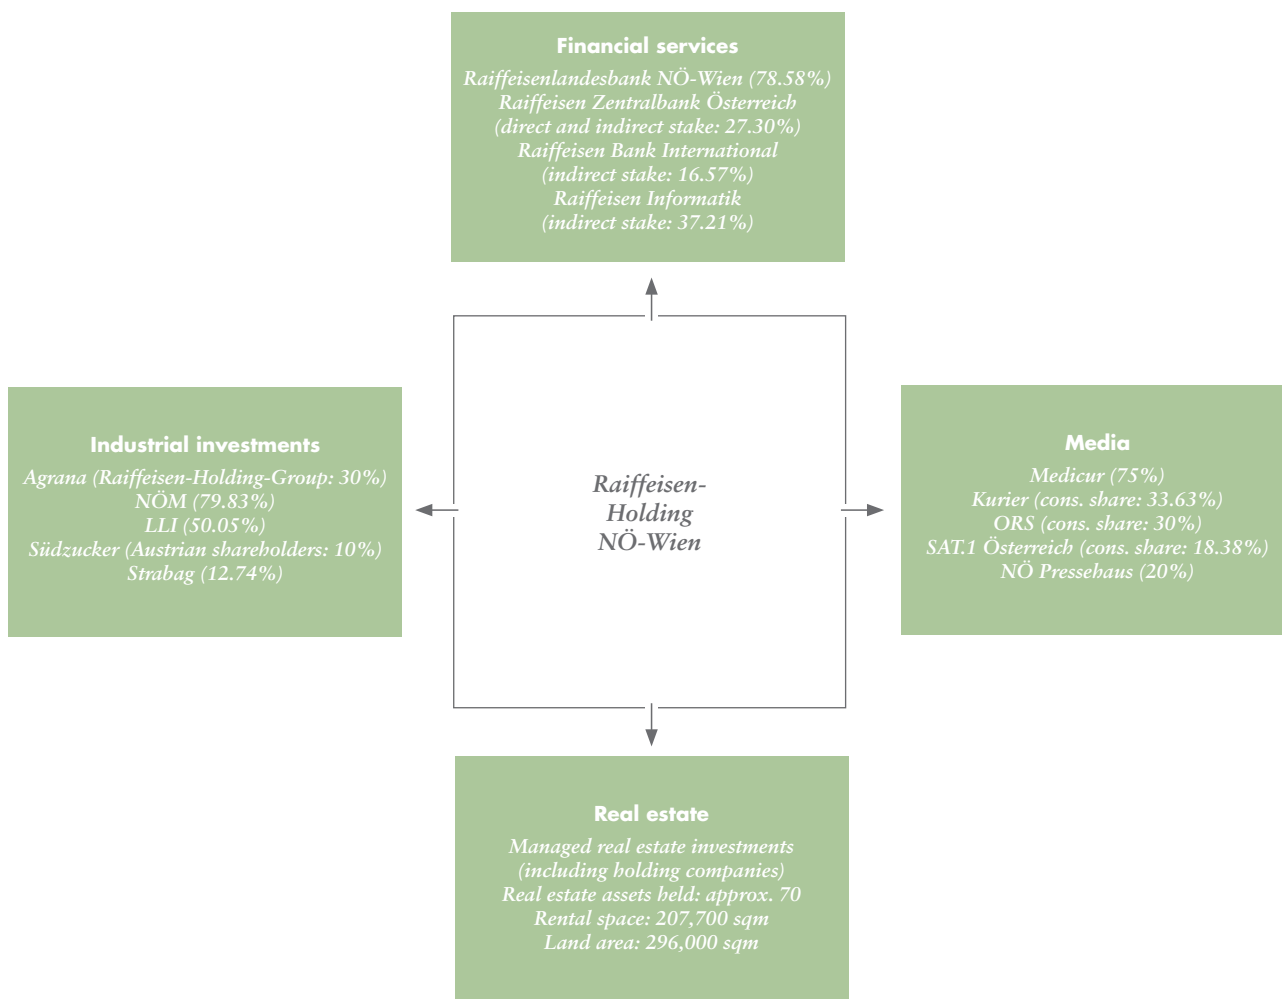 Financial services
Raiffeisenlandesbank NÖ-Wien (78.58%)
Raiffeisen Zentralbank Österreich
(direct and indirect stake: 27.30%)
Raiffeisen Bank International
(indirect stake: 16.57%)
Raiffeisen Informatik
(indirect stake: 37.21%)
Industrial investments
Agrana (Raiffeisen-Holding-Group: 30%)
NÖM (79.83%)
LLI (50.05%)
Südzucker (Austrian shareholders: 10%)
Strabag (12.74%)
Raiffeisen-
Holding
NÖ-Wien
Media
Medicur (75%)
Kurier (cons. share: 33.63%)
ORS (cons. share: 30%)
SAT.1 Österreich (cons. share: 18.38%)
NÖ Pressehaus (20%)
Real estate
Managed real estate investments
(including holding companies)
Real estate assets held: approx. 70
Rental space: 207,700 sqm
Land area: 296,000 sqm